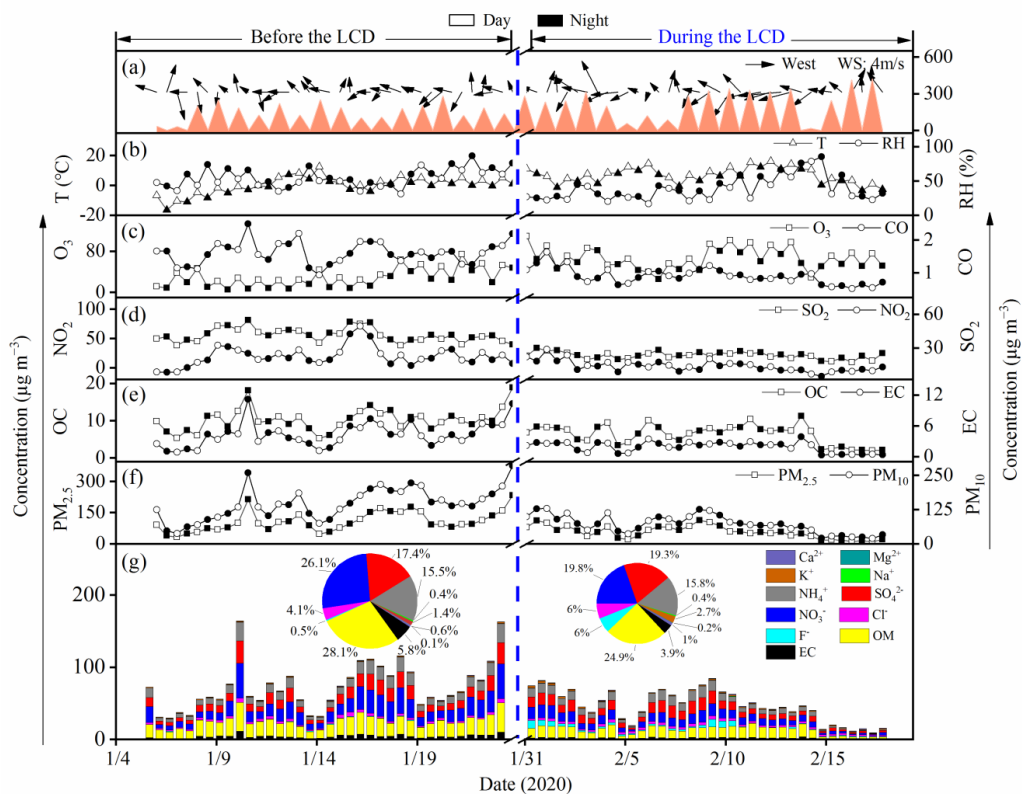 Day Night
Before the LCD During the LCD
(a) West WS: 4m/s 600
300
0
(b) T RH 100
20
0 50
-20 0
T (℃) RH (%)
(c) O₃ CO 2
80
1
0
O₃ CO
(d) SO₂ NO₂ 60
100
50 30
0
NO₂ SO₂
(e) OC EC 12
20
10 6
0 0
OC EC
(f) PM₂.₅ PM₁₀ 250
300
150 125
0 0
PM₂.₅ PM₁₀
Concentration (μg m⁻³) Concentration (μg m⁻³)
(g)
200
100
0
17.4%
26.1%
15.5%
0.4%
1.4%
4.1%
0.6%
0.5%
0.1%
5.8%
28.1%
19.3%
19.8%
15.8%
0.4%
6%
2.7%
0.2%
6%
1%
3.9%
24.9%
Ca²⁺ Mg²⁺
K⁺ Na⁺
NH₄⁺ SO₄²⁻
NO₃⁻ Cl⁻
F⁻ OM
EC
1/4 1/9 1/14 1/19 1/31 2/5 2/10 2/15
Date (2020)